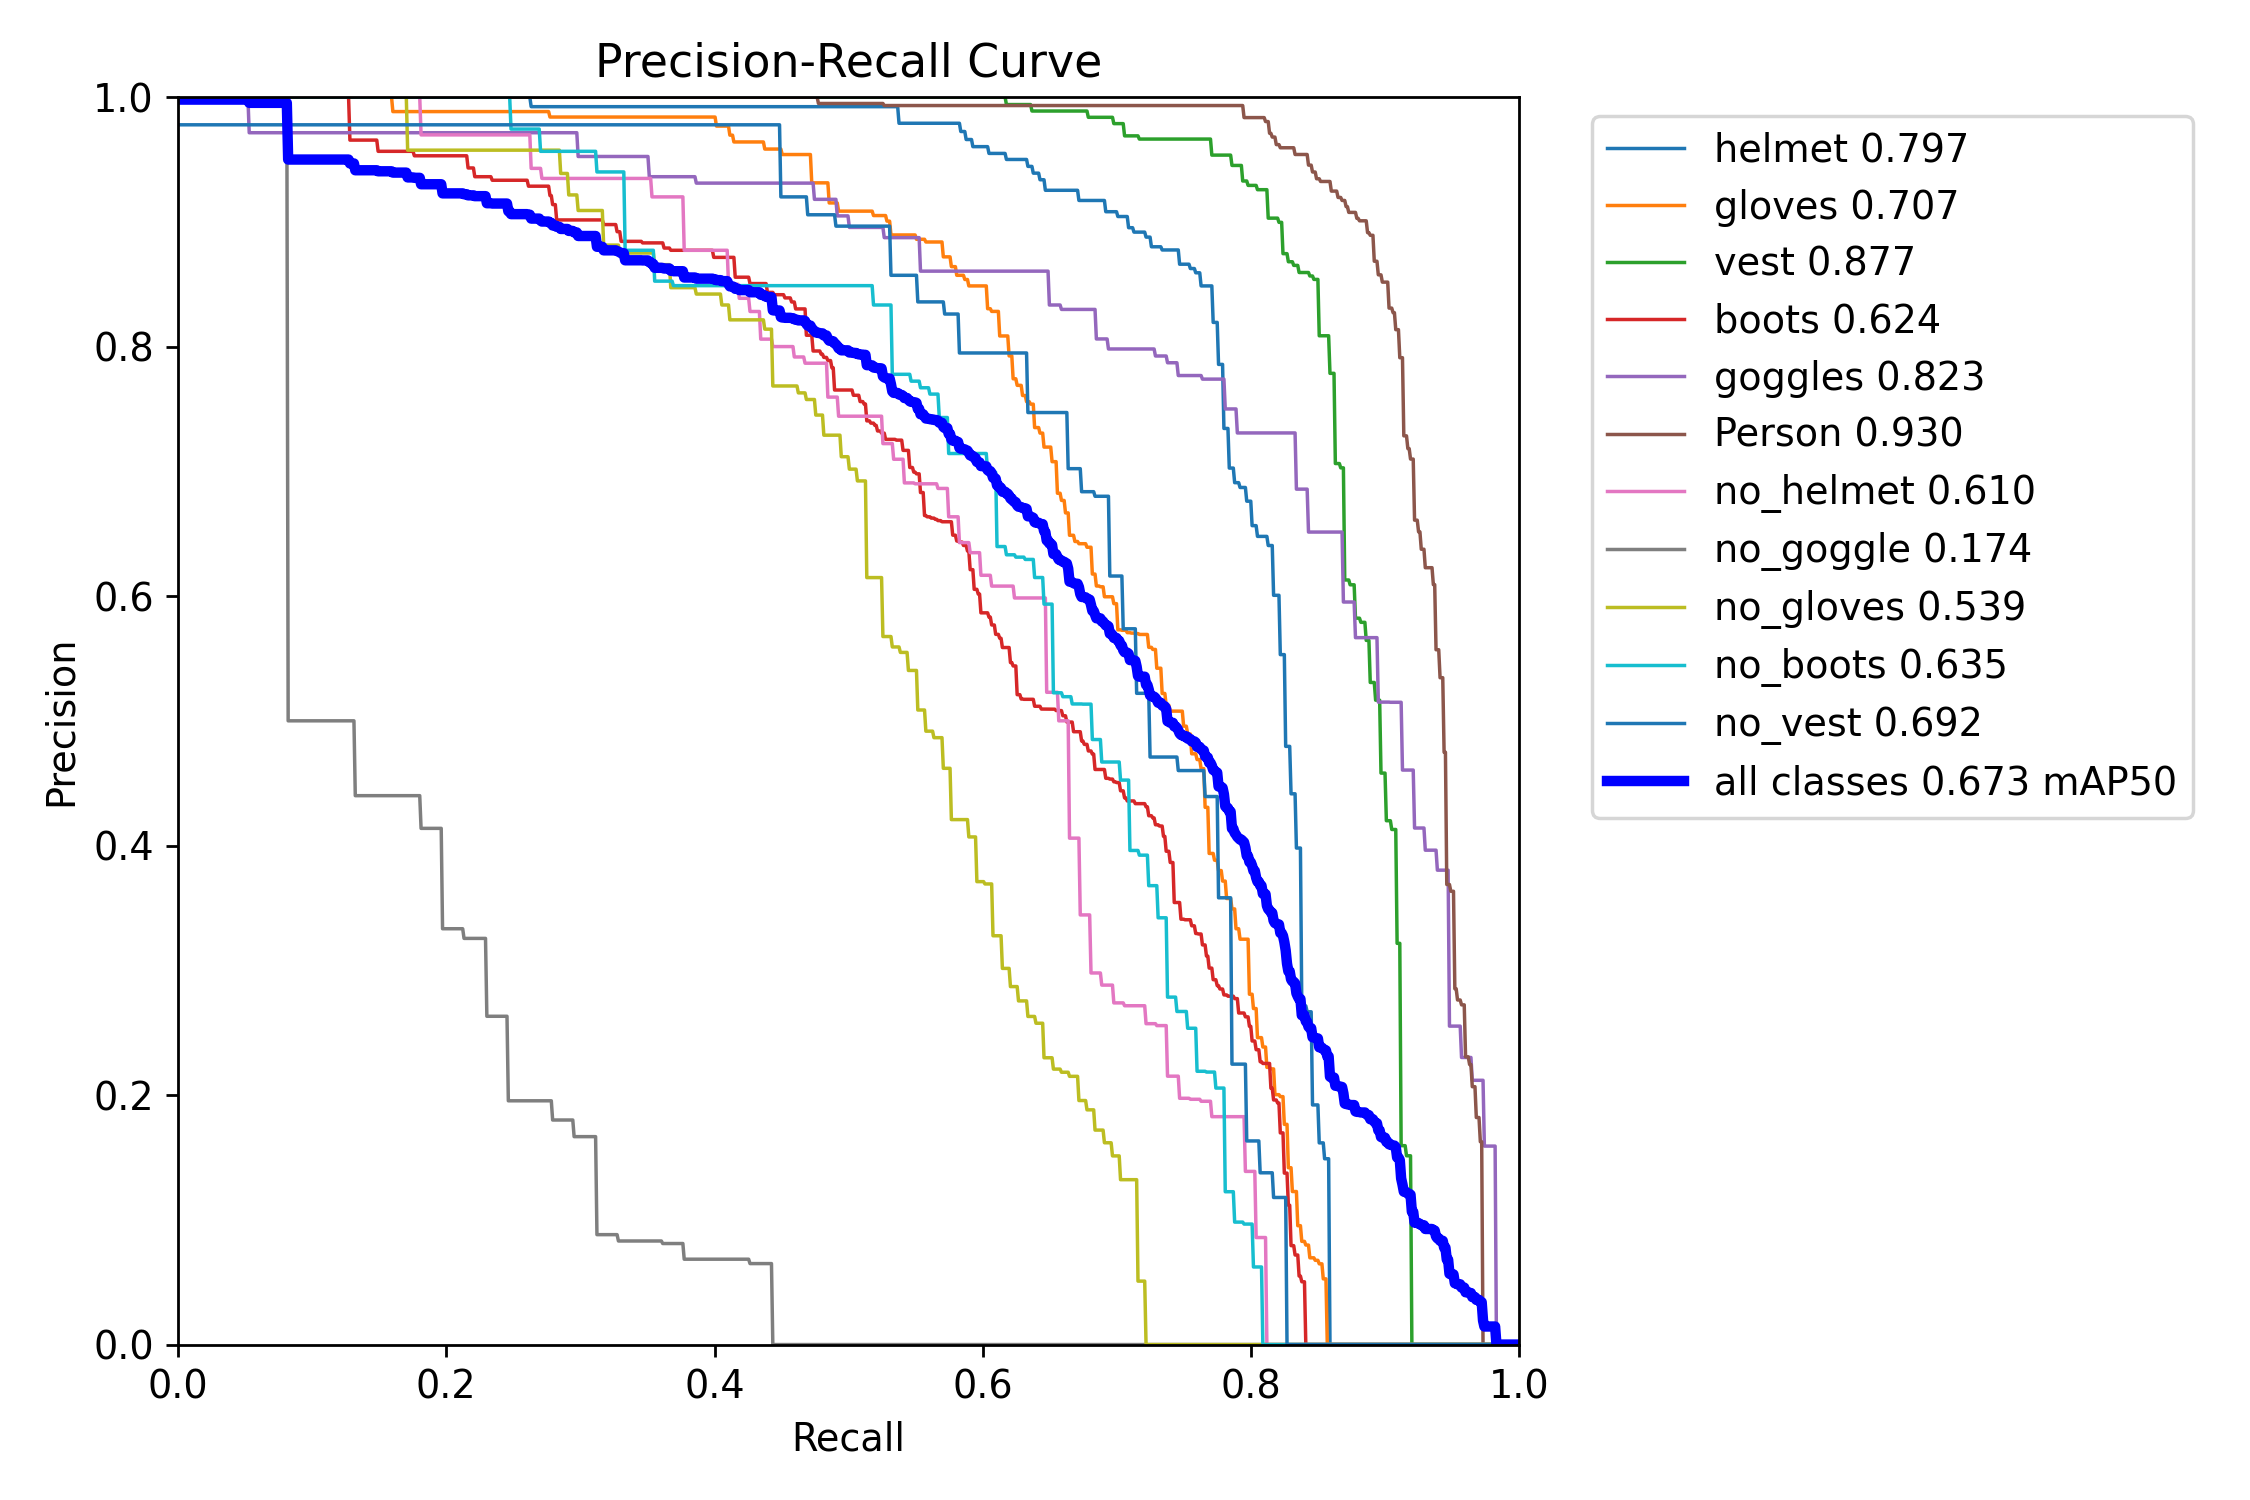 Precision-Recall Curve
1.0
0.8
0.6
0.4
0.2
0.0
Precision
0.0 0.2 0.4 0.6 0.8 1.0
Recall
helmet 0.797
gloves 0.707
vest 0.877
boots 0.624
goggles 0.823
Person 0.930
no_helmet 0.610
no_goggle 0.174
no_gloves 0.539
no_boots 0.635
no_vest 0.692
all classes 0.673 mAP50